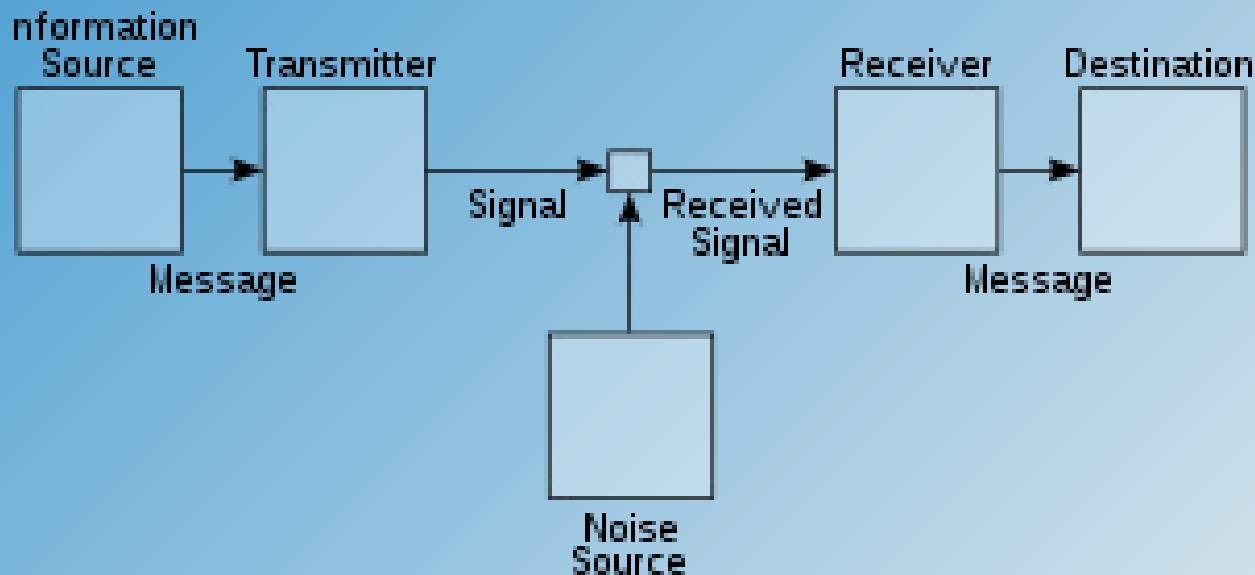 nformation
Source
Transmitter
Receiver
Destination
Signal
Received
Signal
Message
Message
Noise
Source